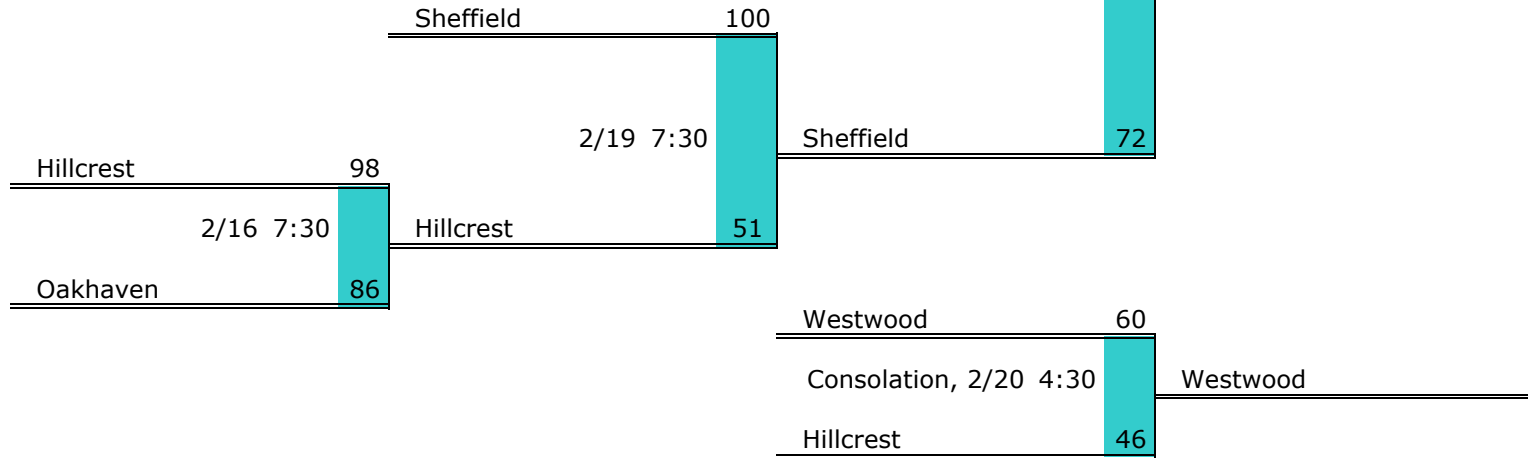 Sheffield 100
2/19 7:30 Sheffield 72
Hillcrest 98
2/16 7:30 Hillcrest 51
Oakhaven 86
Westwood 60
Consolation, 2/20 4:30 Westwood
Hillcrest 46